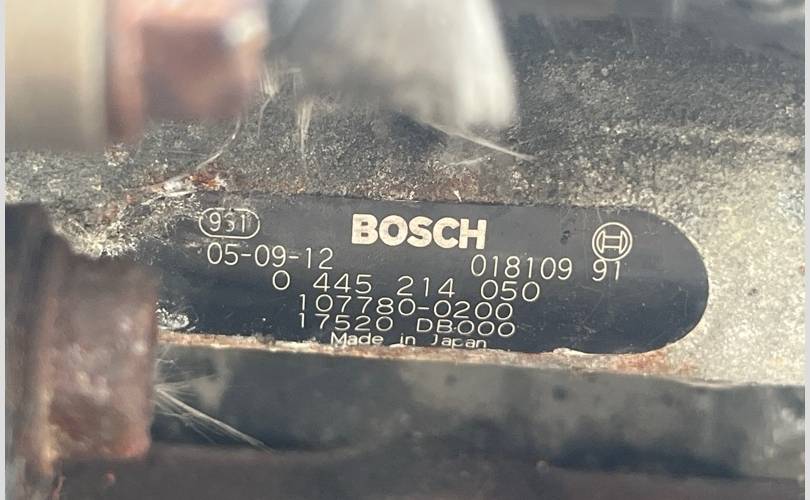 931 BOSCH
05-09-12 018109 91
0 445 214 050
107780-0200
17520 DB000
Made in Japan